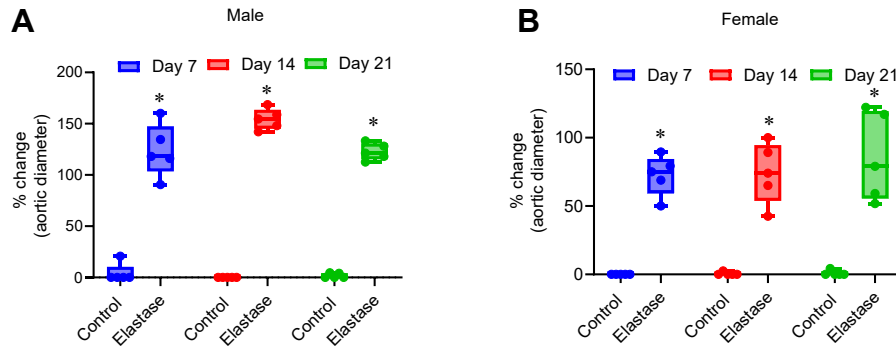 A
Male
Day 7 Day 14 Day 21
% change
(aortic diameter)
200
150
100
50
0
* * *
Control Elastase Control Elastase Control Elastase
B
Female
Day 7 Day 14 Day 21
% change
(aortic diameter)
150
100
50
0
* * *
Control Elastase Control Elastase Control Elastase